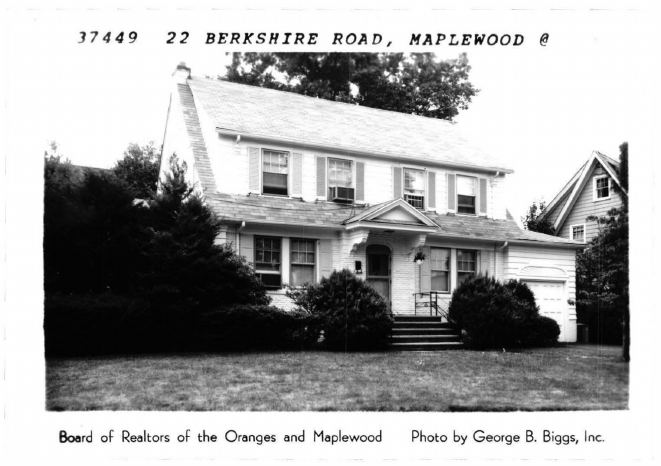 37449 22 BERKSHIRE ROAD, MAPLEWOOD @
Board of Realtors of the Oranges and Maplewood Photo by George B. Biggs, Inc.